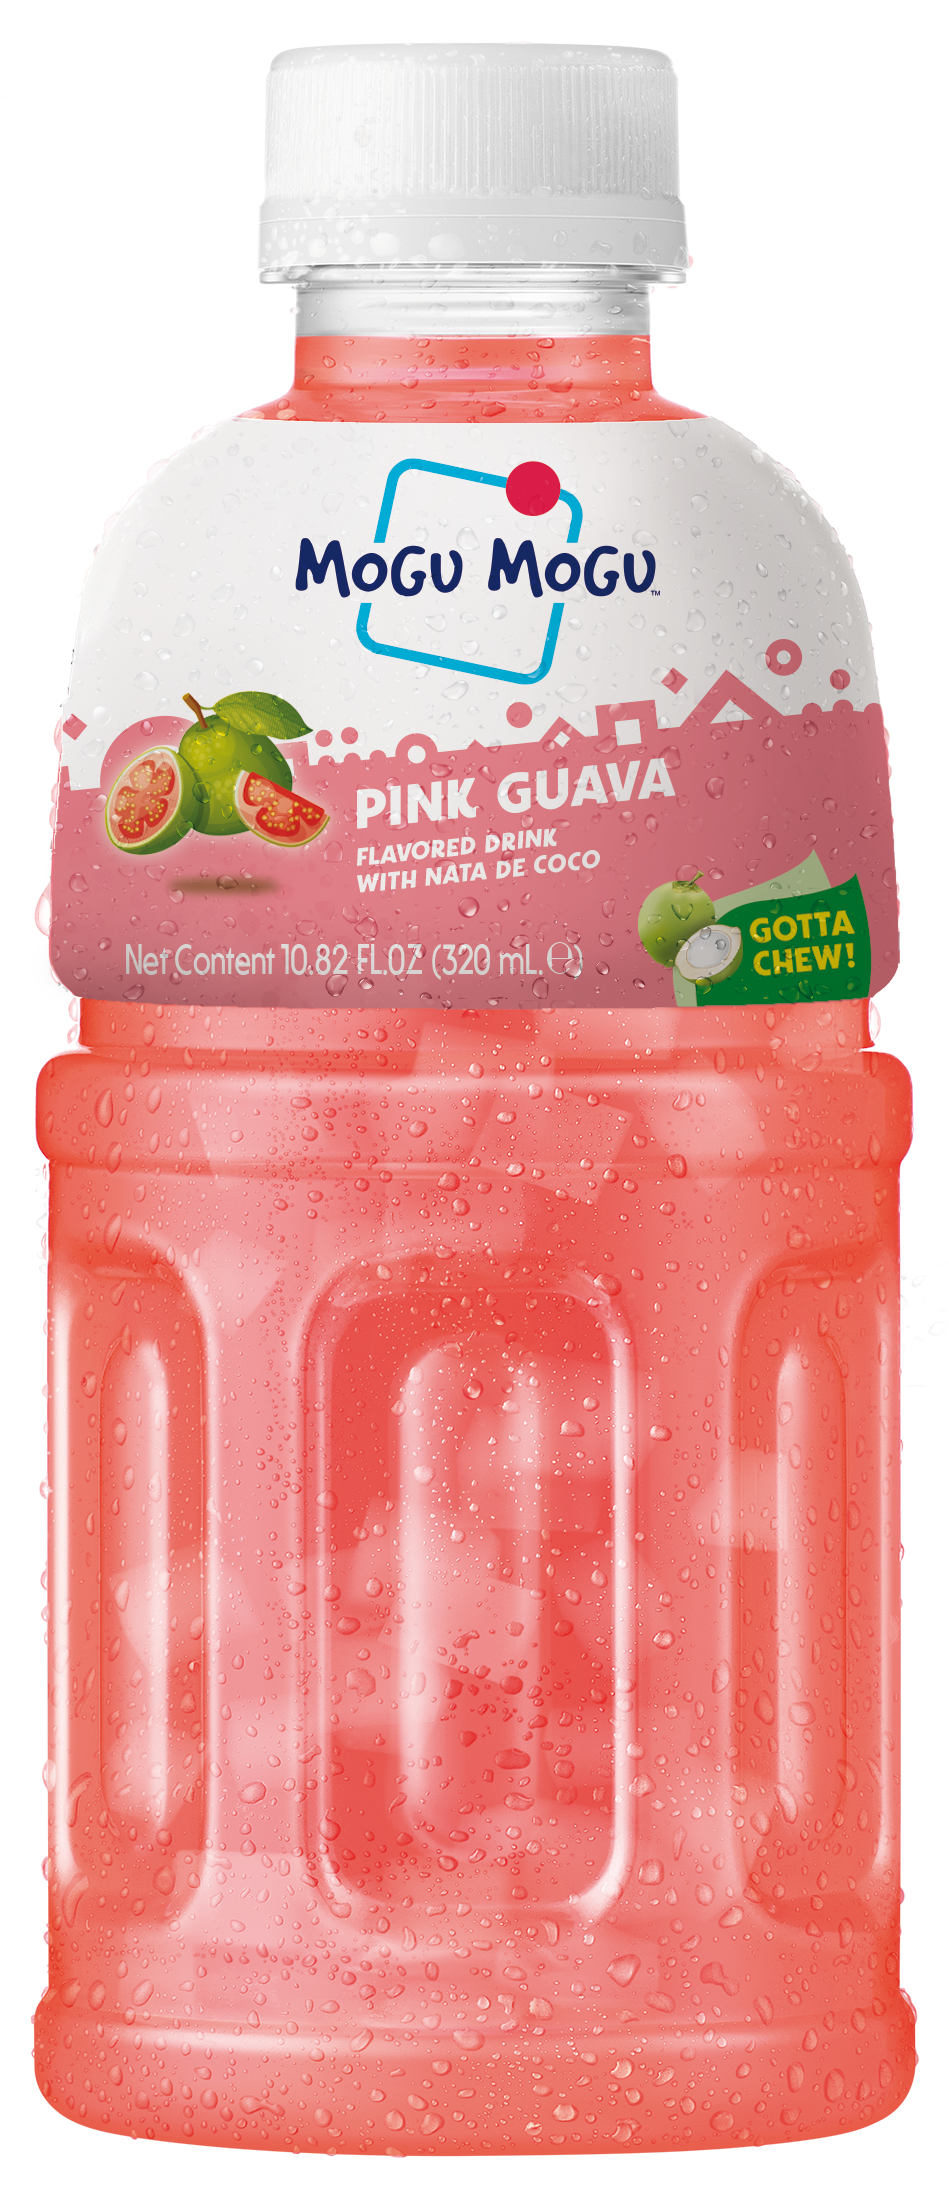 MOGU MOGU™
PINK GUAVA
FLAVORED DRINK
WITH NATA DE COCO
GOTTA
CHEW!
Net Content 10.82 FL.OZ (320 mL.℮)